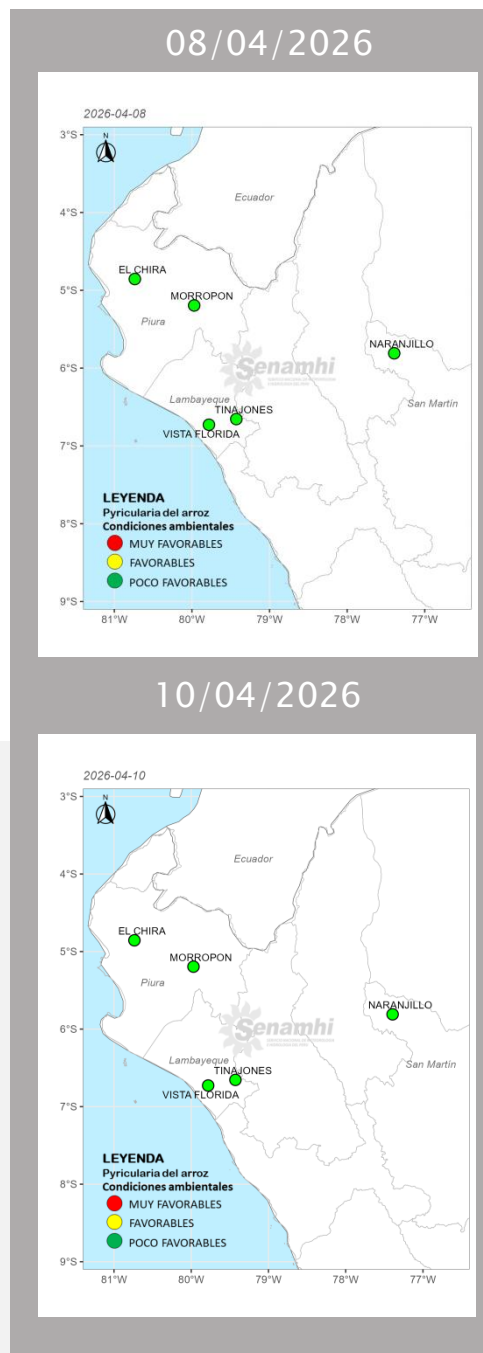 08/04/2026
2026-04-08
N
3°S
4°S
5°S
6°S
7°S
8°S
9°S
Ecuador
EL CHIRA
MORROPON
Piura
NARANJILLO
Senamhi
Lambayeque
San Martín
TINAJONES
VISTA FLORIDA
LEYENDA
Pyricularia del arroz
Condiciones ambientales
MUY FAVORABLES
FAVORABLES
POCO FAVORABLES
81°W 80°W 79°W 78°W 77°W
10/04/2026
2026-04-10
N
3°S
4°S
5°S
6°S
7°S
8°S
9°S
Ecuador
EL CHIRA
MORROPON
Piura
NARANJILLO
Senamhi
Lambayeque
San Martín
TINAJONES
VISTA FLORIDA
LEYENDA
Pyricularia del arroz
Condiciones ambientales
MUY FAVORABLES
FAVORABLES
POCO FAVORABLES
81°W 80°W 79°W 78°W 77°W